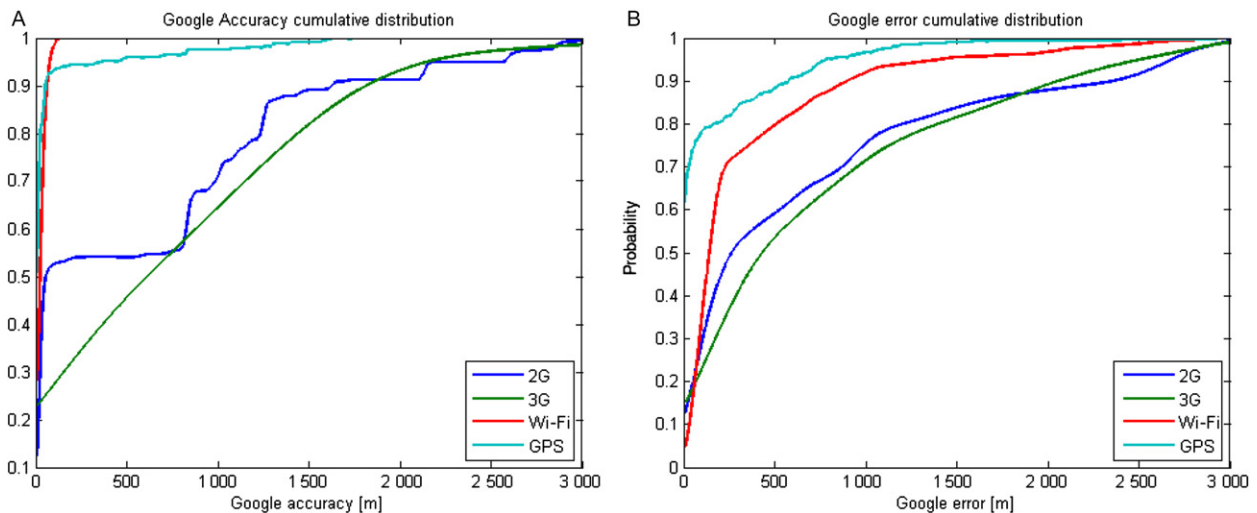 A
Google Accuracy cumulative distribution
1
0.9
0.8
0.7
0.6
0.5
0.4
0.3
0.2
0.1
0
500
1 000
1 500
2 000
2 500
3 000
Google accuracy [m]
2G
3G
Wi-Fi
GPS
B
Google error cumulative distribution
Probability
1
0.9
0.8
0.7
0.6
0.5
0.4
0.3
0.2
0.1
0
0
500
1 000
1 500
2 000
2 500
3 000
Google error [m]
2G
3G
Wi-Fi
GPS